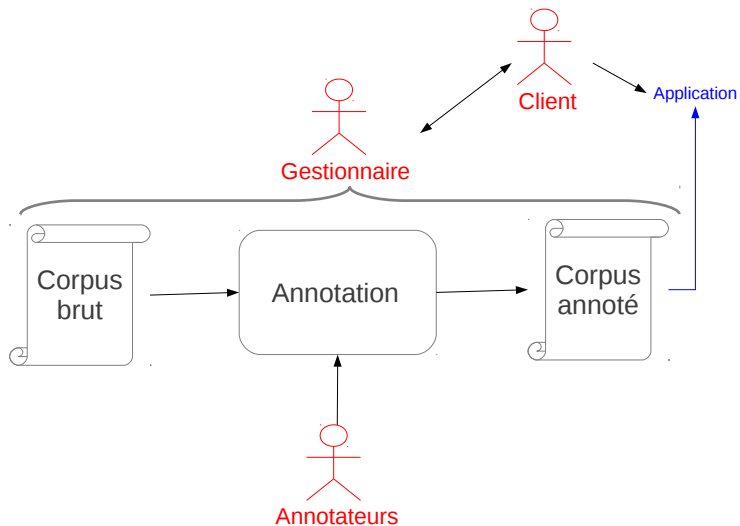 Client
Application
Gestionnaire
Corpus
brut
Annotation
Corpus
annoté
Annotateurs